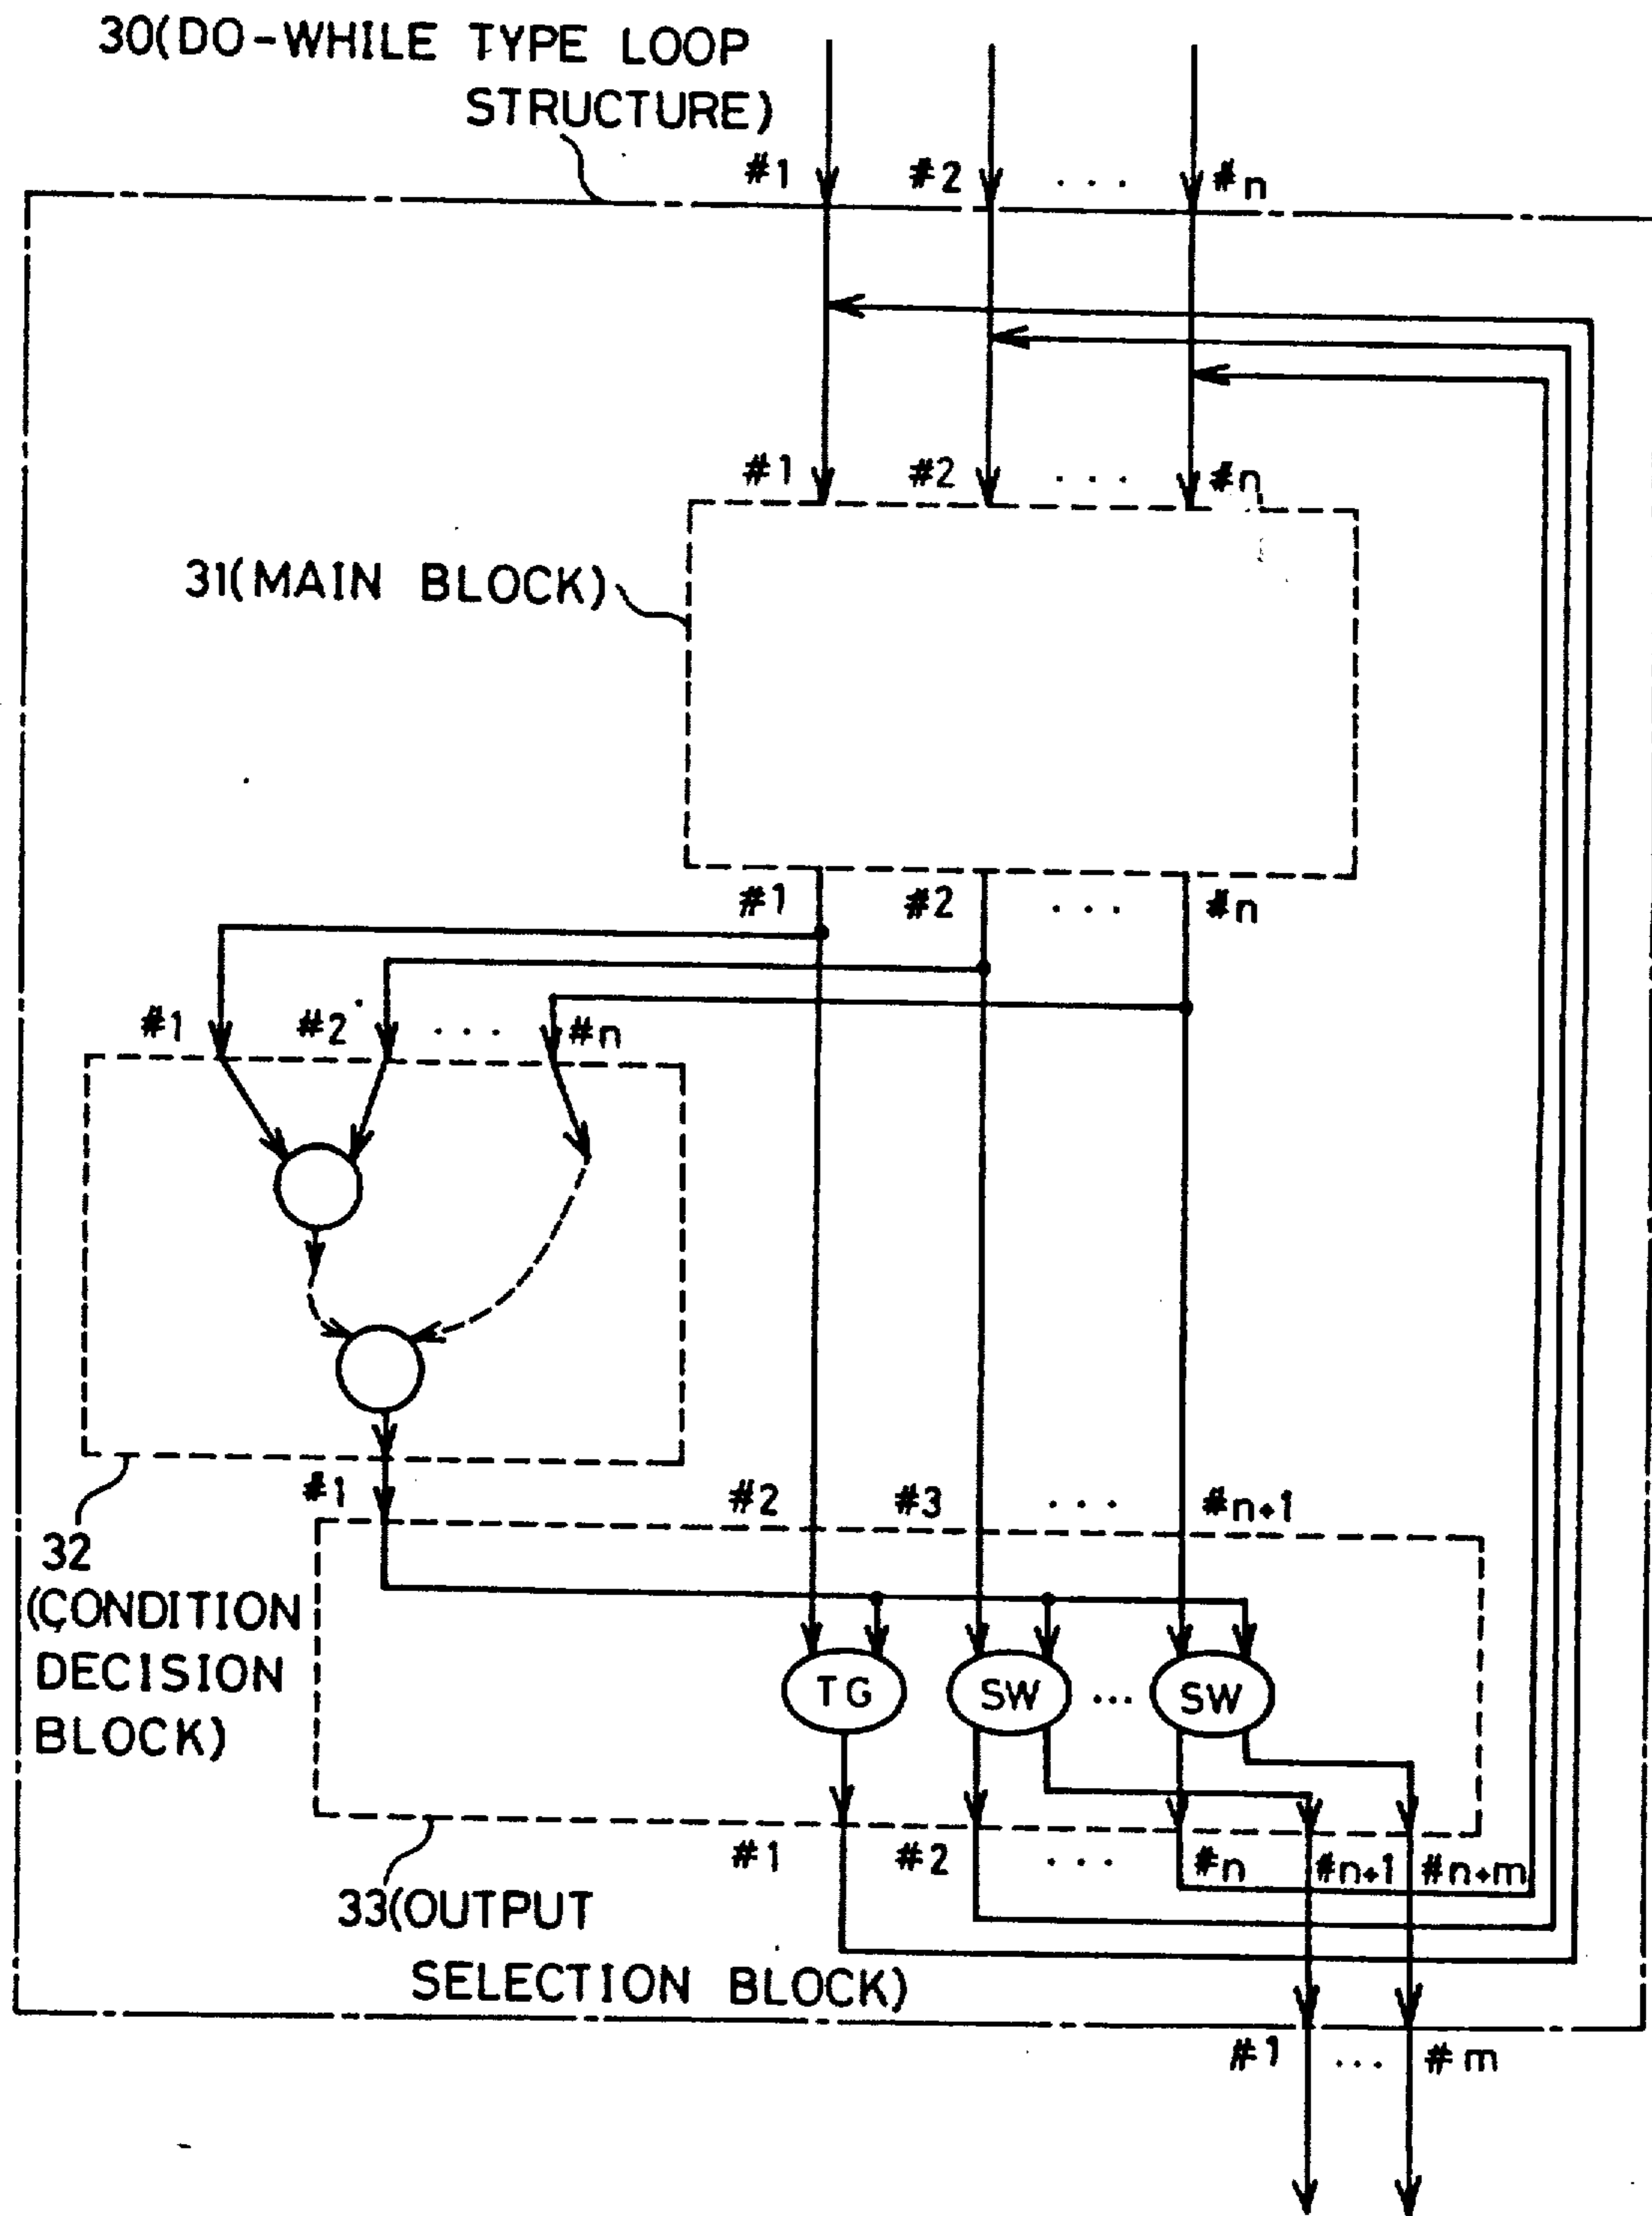 30(DO-WHILE TYPE LOOP
STRUCTURE)
#1 #2 ... #n
#1 #2 ... #n
31(MAIN BLOCK)
#1 #2 ... #n
#1 #2 ... #n
#1 #2 #3 ... #n+1
32
(CONDITION
DECISION
BLOCK)
TG SW ... SW
#1 #2 ... #n #n+1 #n+m
33(OUTPUT
SELECTION BLOCK)
#1 ... #m